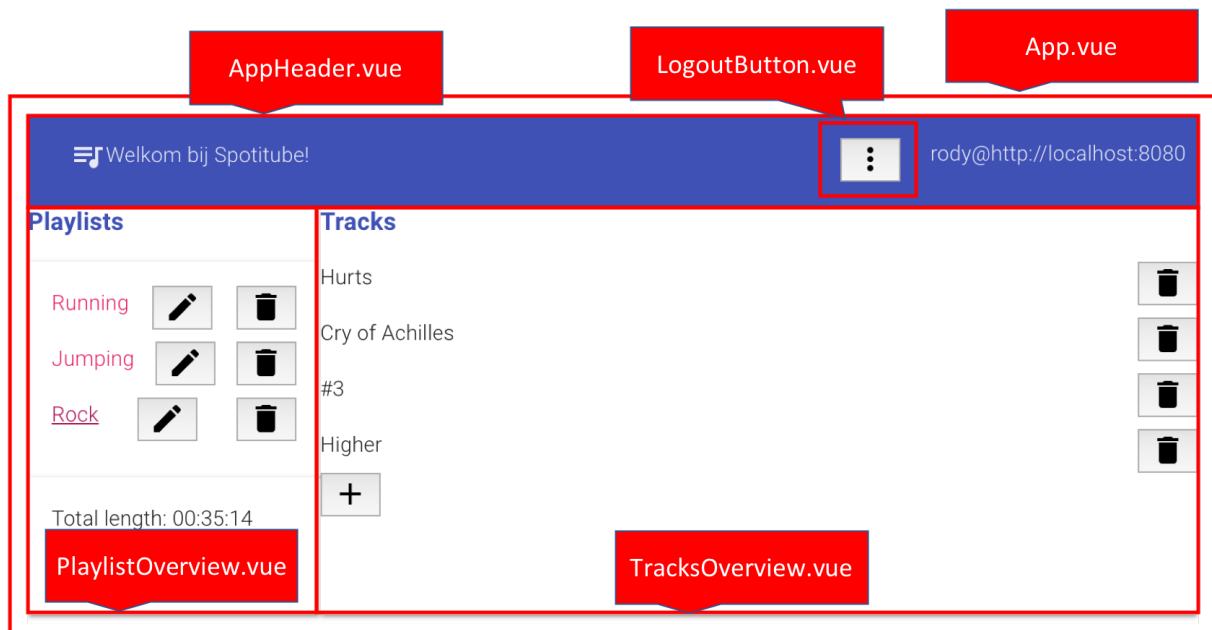 App.vue
AppHeader.vue
LogoutButton.vue
Welkom bij Spotitube!
rody@http://localhost:8080
Playlists
Running
Jumping
Rock
Total length: 00:35:14
PlaylistOverview.vue
Tracks
Hurts
Cry of Achilles
#3
Higher
TracksOverview.vue